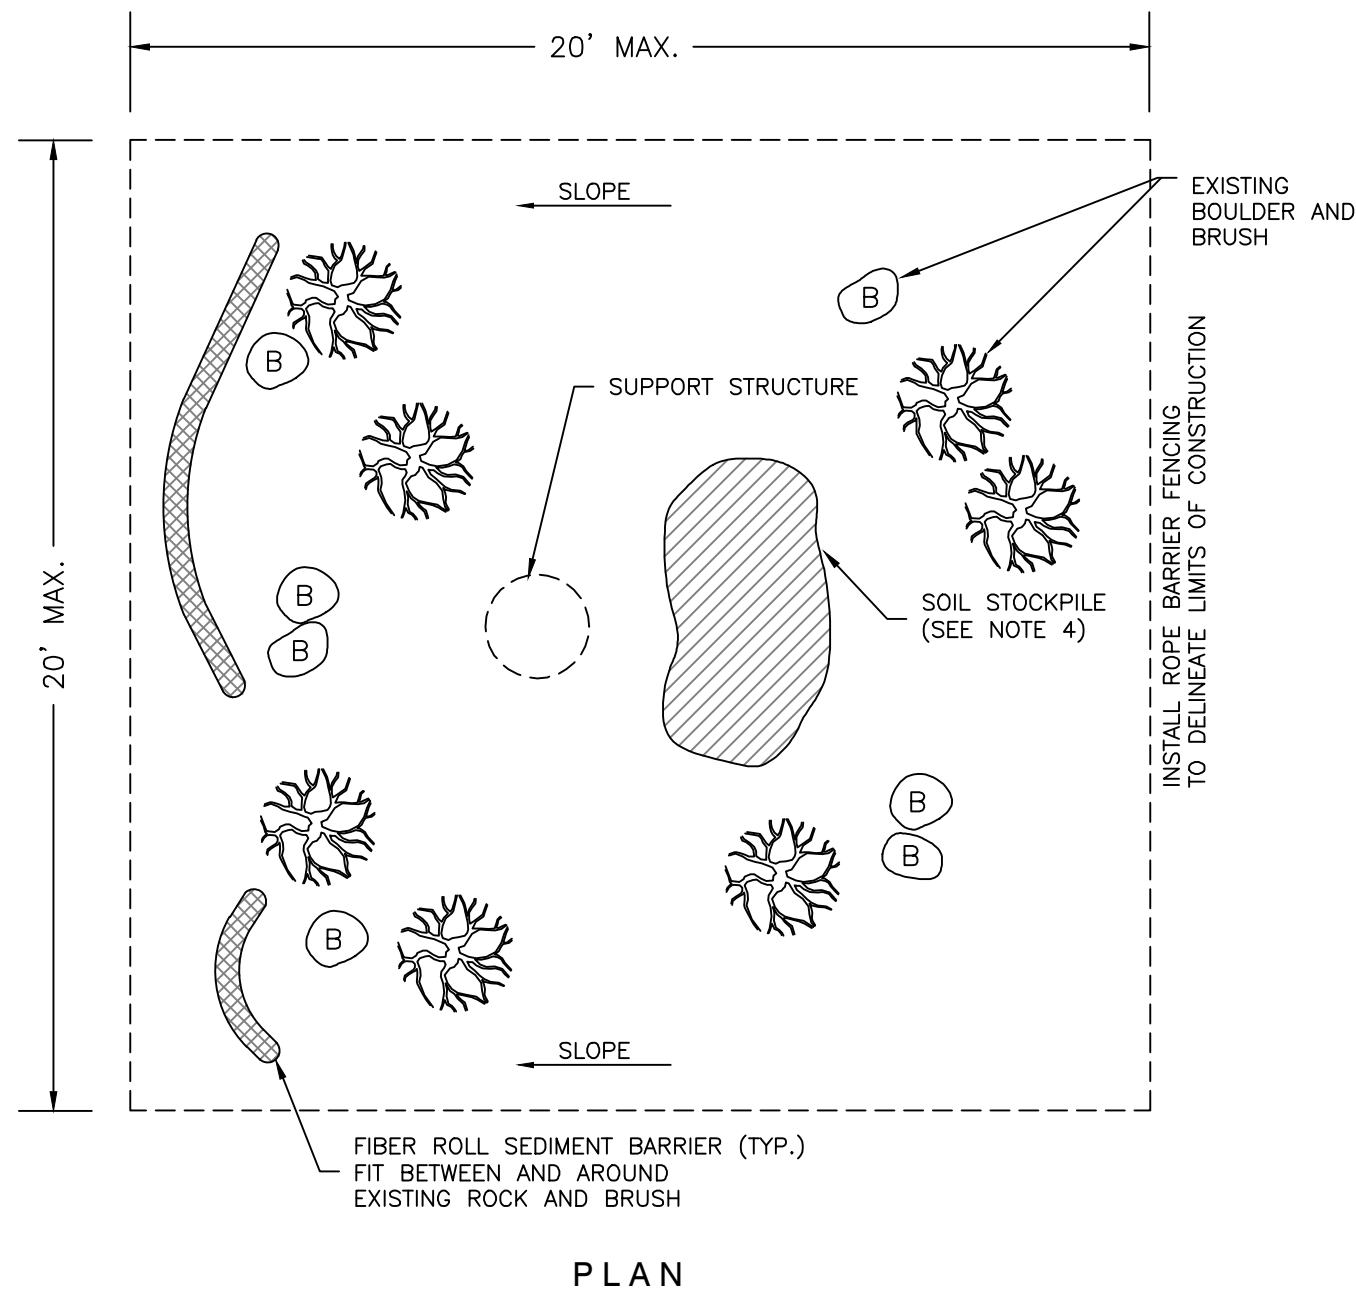 20' MAX.
SLOPE
EXISTING
BOULDER AND
BRUSH
B
B
SUPPORT STRUCTURE
INSTALL ROPE BARRIER FENCING
TO DELINEATE LIMITS OF CONSTRUCTION
20' MAX.
B
B
SOIL STOCKPILE
(SEE NOTE 4)
B
B
B
SLOPE
FIBER ROLL SEDIMENT BARRIER (TYP.)
FIT BETWEEN AND AROUND
EXISTING ROCK AND BRUSH
PLAN